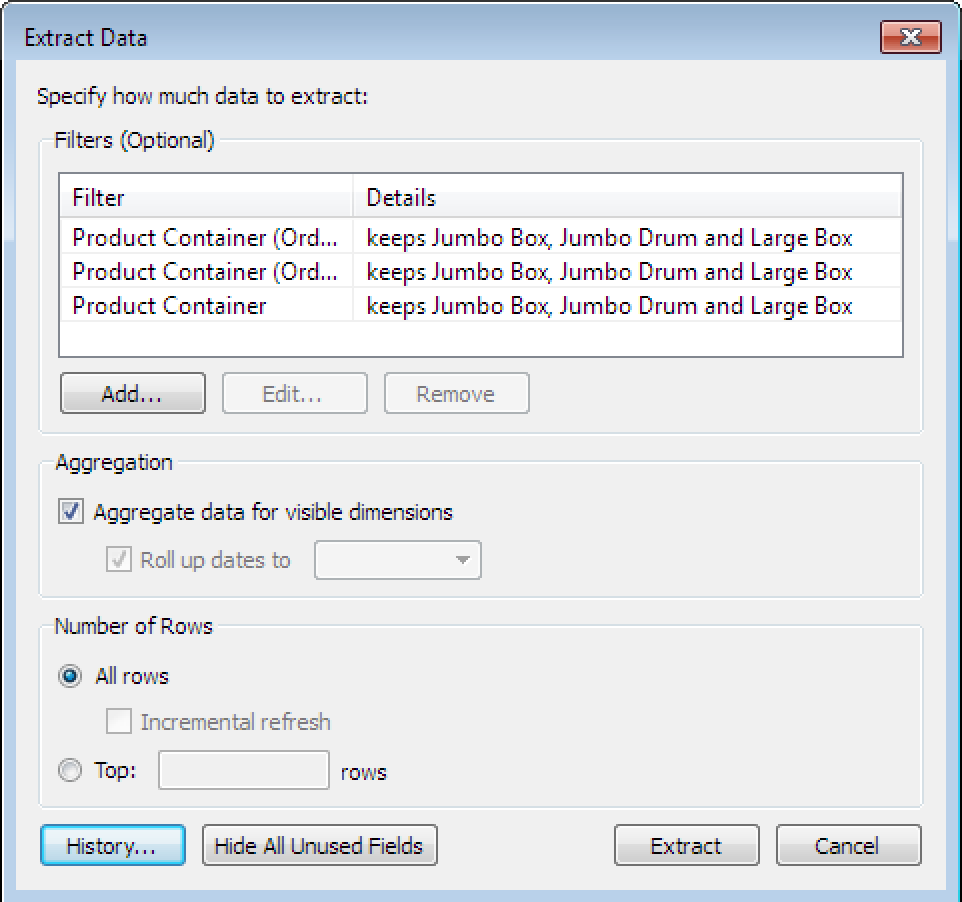 Extract Data
Specify how much data to extract:
Filters (Optional)
Filter Details
Product Container (Ord... keeps Jumbo Box, Jumbo Drum and Large Box
Product Container (Ord... keeps Jumbo Box, Jumbo Drum and Large Box
Product Container keeps Jumbo Box, Jumbo Drum and Large Box
Add... Edit... Remove
Aggregation
Aggregate data for visible dimensions
Roll up dates to
Number of Rows
All rows
Incremental refresh
Top: rows
History... Hide All Unused Fields Extract Cancel